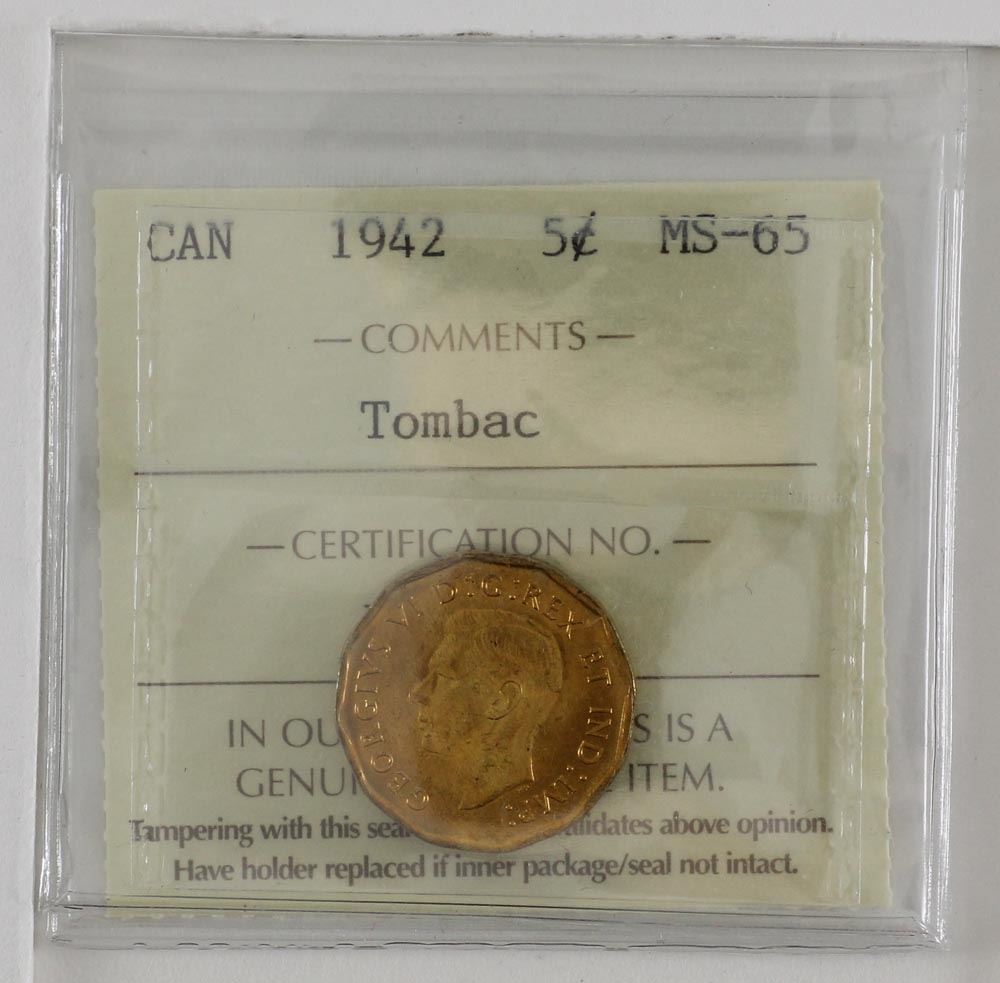 CAN 1942 5¢ MS-65
— COMMENTS —
Tombac
— CERTIFICATION NO. —
GEORGIVS VI D:G:REX ET IND:IMP:
IN OU S IS A
GENUI ITEM.
Tampering with this sea alidates above opinion.
Have holder replaced if inner package/seal not intact.